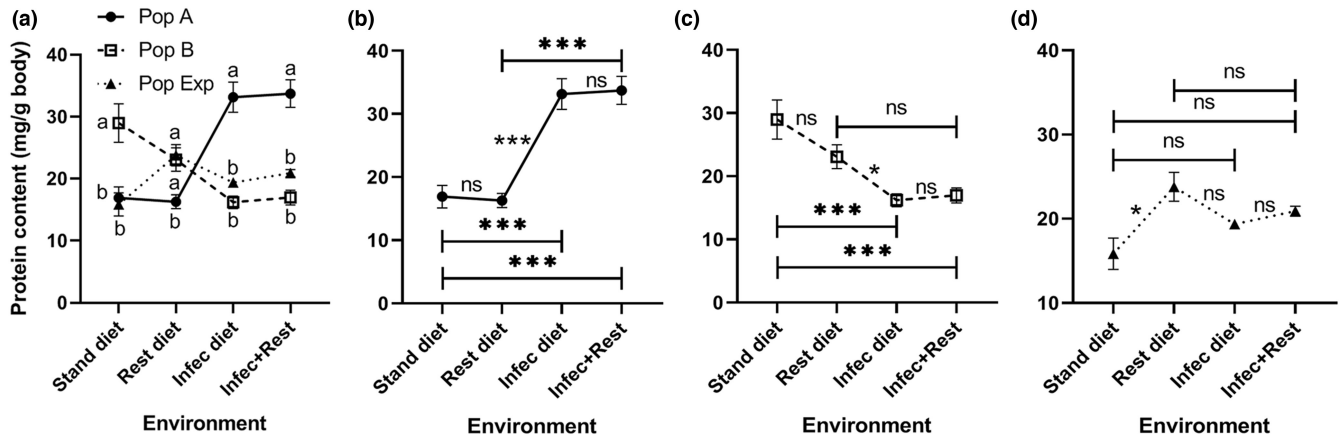 (a)
Pop A
Pop B
Pop Exp
Protein content (mg/g body)
40
30
20
10
0
a
a
a
a
b
b
a
b
b
b
b
b
Stand diet
Rest diet
Infec diet
Infec+Rest
Environment
(b)
40
30
20
10
0
***
ns
***
ns
***
***
Stand diet
Rest diet
Infec diet
Infec+Rest
Environment
(c)
40
30
20
10
0
ns
ns
*
ns
***
***
Stand diet
Rest diet
Infec diet
Infec+Rest
Environment
(d)
40
30
20
10
ns
ns
ns
*
ns
ns
Stand diet
Rest diet
Infec diet
Infec+Rest
Environment